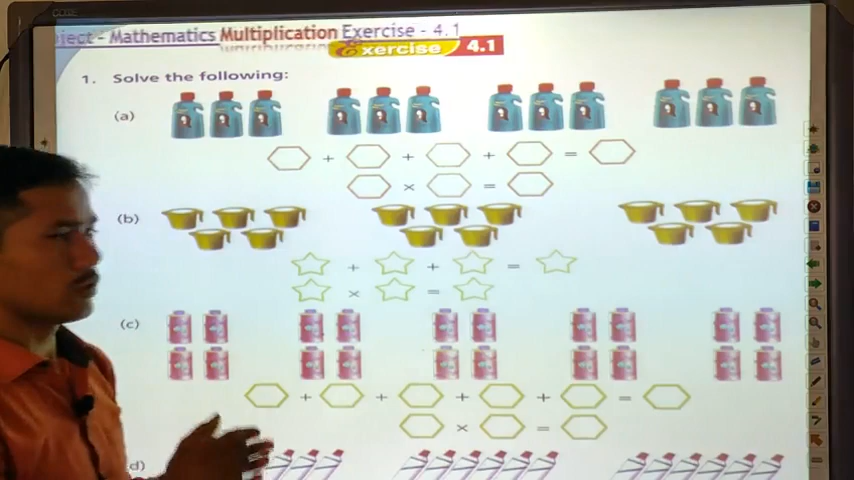 ject - Mathematics Multiplication Exercise - 4.1
Exercise 4.1
1. Solve the following:
(a)
+ + + =
× =
(b)
+ + =
× =
(c)
+ + + + =
× =
d)